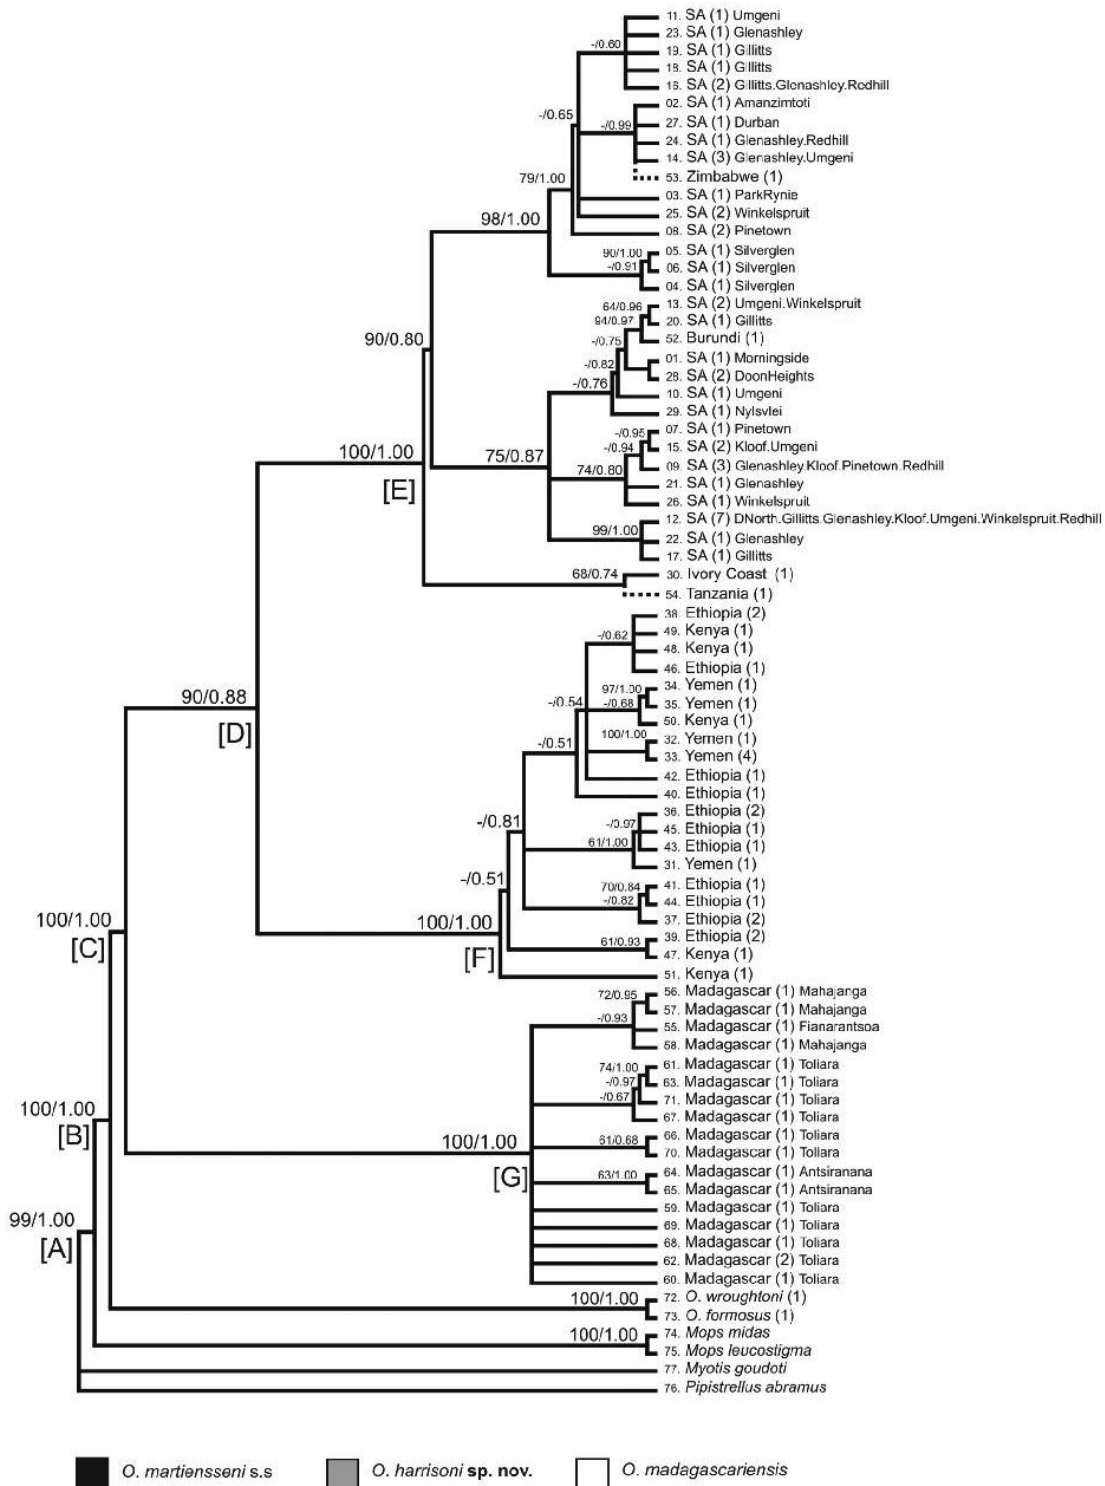 11. SA (1) Umgeni
23. SA (1) Glenashley
-/0.60
19. SA (1) Gillitts
18. SA (1) Gillitts
16. SA (2) Gillitts.Glenashley.Redhill
02. SA (1) Amanzimtoti
-/0.65
27. SA (1) Durban
-/0.99
24. SA (1) Glenashley.Redhill
14. SA (3) Glenashley.Umgeni
79/1.00
53. Zimbabwe (1)
03. SA (1) ParkRynie
98/1.00
25. SA (2) Winkelspruit
08. SA (2) Pinetown
90/1.00
05. SA (1) Silverglen
-/0.91
06. SA (1) Silverglen
04. SA (1) Silverglen
64/0.96
13. SA (2) Umgeni.Winkelspruit
94/0.97
20. SA (1) Gillitts
90/0.80
-/0.75
52. Burundi (1)
-/0.82
01. SA (1) Morningside
28. SA (2) DoonHeights
-/0.76
10. SA (1) Umgeni
29. SA (1) Nylsvlei
-/0.95
07. SA (1) Pinetown
-/0.94
15. SA (2) Kloof.Umgeni
100/1.00
75/0.87
74/0.80
09. SA (3) Glenashley.Kloof.Pinetown.Redhill
21. SA (1) Glenashley
[E]
26. SA (1) Winkelspruit
12. SA (7) DNorth.Gillitts.Glenashley.Kloof.Umgeni.Winkelspruit.Redhill
99/1.00
22. SA (1) Glenashley
17. SA (1) Gillitts
68/0.74
30. Ivory Coast (1)
54. Tanzania (1)
38. Ethiopia (2)
-/0.62
49. Kenya (1)
48. Kenya (1)
46. Ethiopia (1)
97/1.00
34. Yemen (1)
90/0.88
-/0.54
-/0.68
35. Yemen (1)
50. Kenya (1)
[D]
-/0.51
100/1.00
32. Yemen (1)
33. Yemen (4)
42. Ethiopia (1)
40. Ethiopia (1)
36. Ethiopia (2)
-/0.81
-/0.97
45. Ethiopia (1)
61/1.00
43. Ethiopia (1)
31. Yemen (1)
-/0.51
70/0.84
41. Ethiopia (1)
-/0.82
44. Ethiopia (1)
100/1.00
100/1.00
37. Ethiopia (2)
[C]
[F]
61/0.93
39. Ethiopia (2)
47. Kenya (1)
51. Kenya (1)
72/0.95
56. Madagascar (1) Mahajanga
57. Madagascar (1) Mahajanga
-/0.93
55. Madagascar (1) Fianarantsoa
58. Madagascar (1) Mahajanga
74/1.00
61. Madagascar (1) Toliara
-/0.97
63. Madagascar (1) Toliara
-/0.67
71. Madagascar (1) Toliara
100/1.00
67. Madagascar (1) Toliara
[B]
100/1.00
61/0.68
66. Madagascar (1) Toliara
70. Madagascar (1) Toliara
[G]
63/1.00
64. Madagascar (1) Antsiranana
65. Madagascar (1) Antsiranana
59. Madagascar (1) Toliara
99/1.00
69. Madagascar (1) Toliara
[A]
68. Madagascar (1) Toliara
62. Madagascar (2) Toliara
60. Madagascar (1) Toliara
100/1.00
72. O. wroughtoni (1)
73. O. formosus (1)
100/1.00
74. Mops midas
75. Mops leucostigma
77. Myotis goudoti
76. Pipistrellus abramus
O. martiensseni s.s O. harrisoni sp. nov. O. madagascariensis